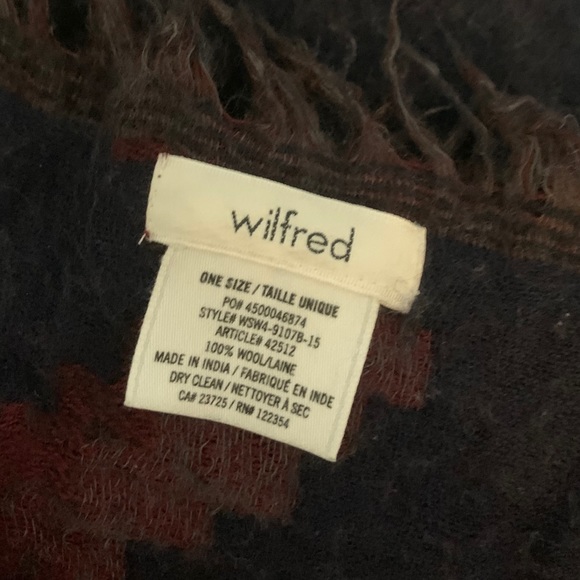 wilfred
ONE SIZE / TAILLE UNIQUE
PO# 4500046874
STYLE# WSW4-9107B-15
ARTICLE# 42512
100% WOOL/LAINE
MADE IN INDIA / FABRIQUÉ EN INDE
DRY CLEAN / NETTOYER À SEC
CA# 23725 / RN# 122354